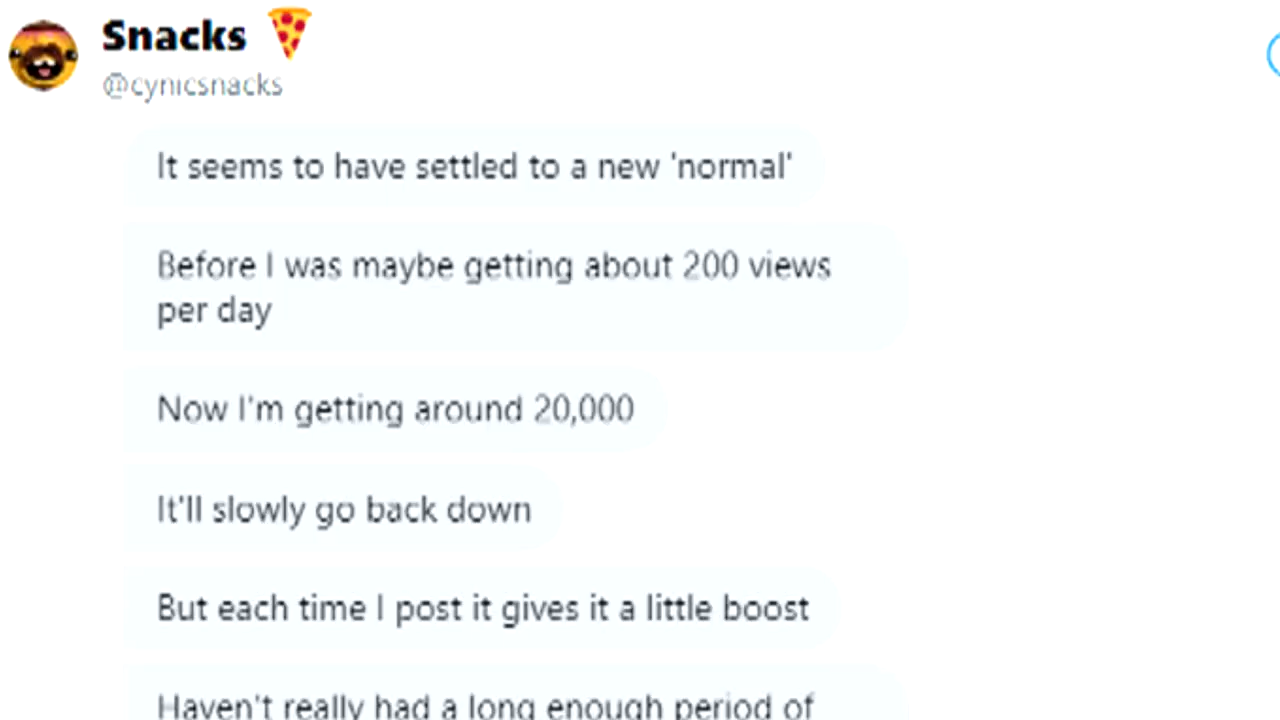 Snacks
@cynicsnacks
It seems to have settled to a new 'normal'
Before I was maybe getting about 200 views
per day
Now I'm getting around 20,000
It'll slowly go back down
But each time I post it gives it a little boost
Haven't really had a long enough period of